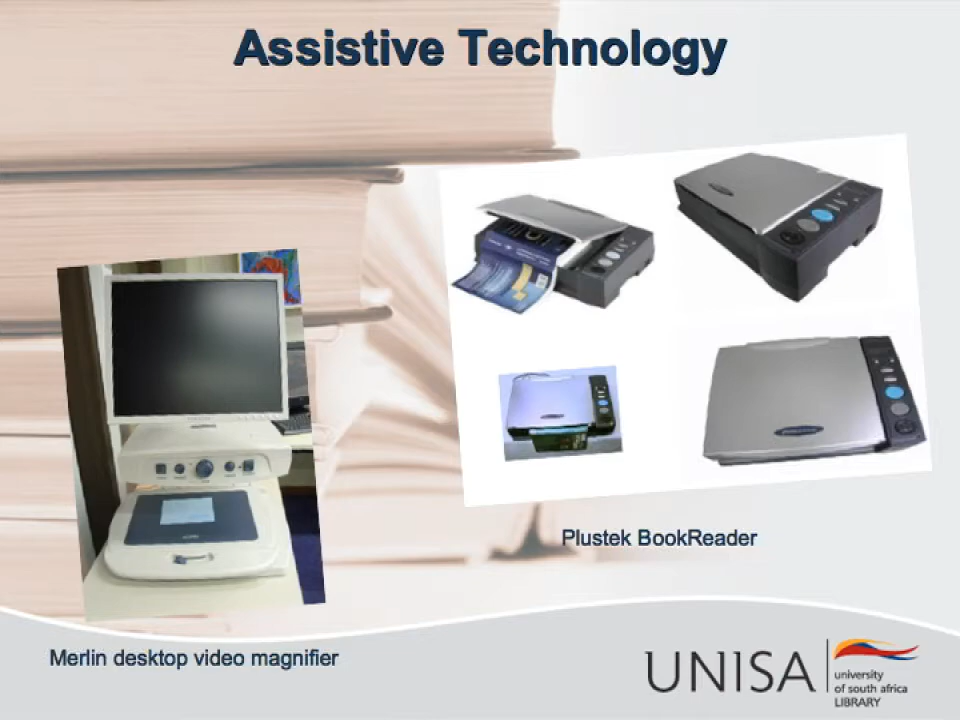 Assistive Technology
Plustek BookReader
Merlin desktop video magnifier
UNISA
university
of south africa
LIBRARY